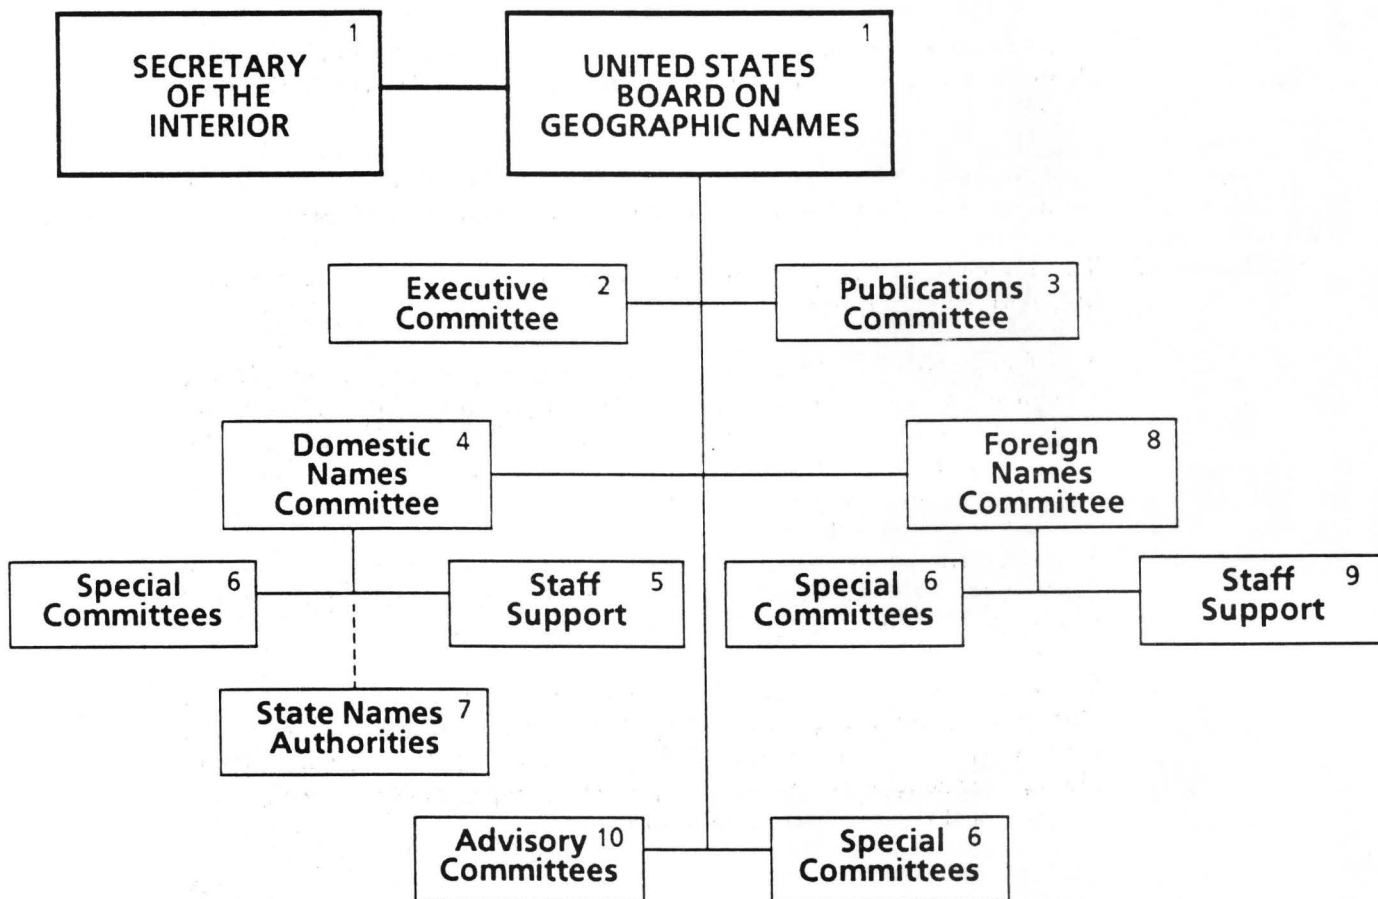 1
SECRETARY
OF THE
INTERIOR
1
UNITED STATES
BOARD ON
GEOGRAPHIC NAMES
Executive 2
Committee
Publications 3
Committee
Domestic 4
Names
Committee
Foreign 8
Names
Committee
Special 6
Committees
Staff 5
Support
Special 6
Committees
Staff 9
Support
State Names 7
Authorities
Advisory 10
Committees
Special 6
Committees